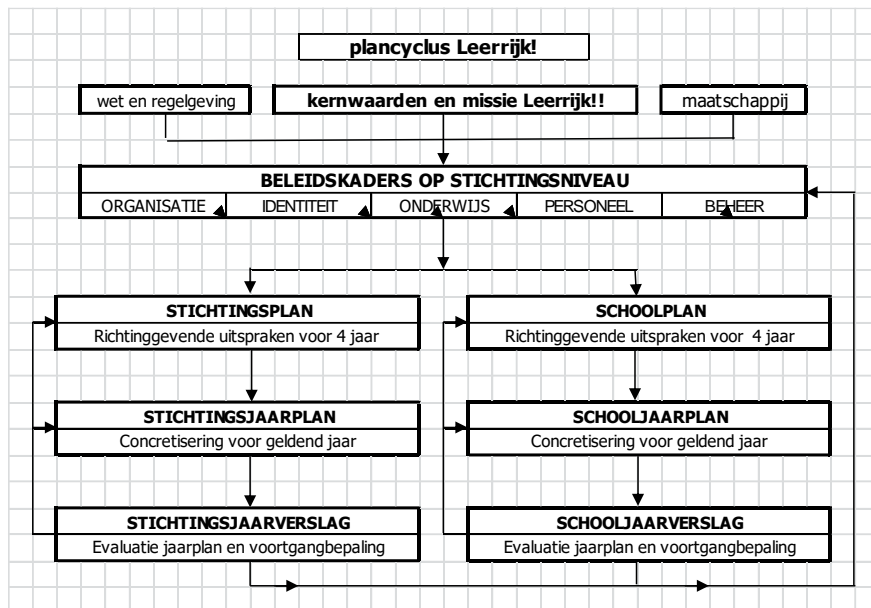 plancyclus Leerrijk!
wet en regelgeving
kernwaarden en missie Leerrijk!!
maatschappij
BELEIDSKADERS OP STICHTINGSNIVEAU
ORGANISATIE IDENTITEIT ONDERWIJS PERSONEEL BEHEER
STICHTINGSPLAN
Richtinggevende uitspraken voor 4 jaar
SCHOOLPLAN
Richtinggevende uitspraken voor 4 jaar
STICHTINGSJAARPLAN
Concretisering voor geldend jaar
SCHOOLJAARPLAN
Concretisering voor geldend jaar
STICHTINGSJAARVERSLAG
Evaluatie jaarplan en voortgangbepaling
SCHOOLJAARVERSLAG
Evaluatie jaarplan en voortgangbepaling